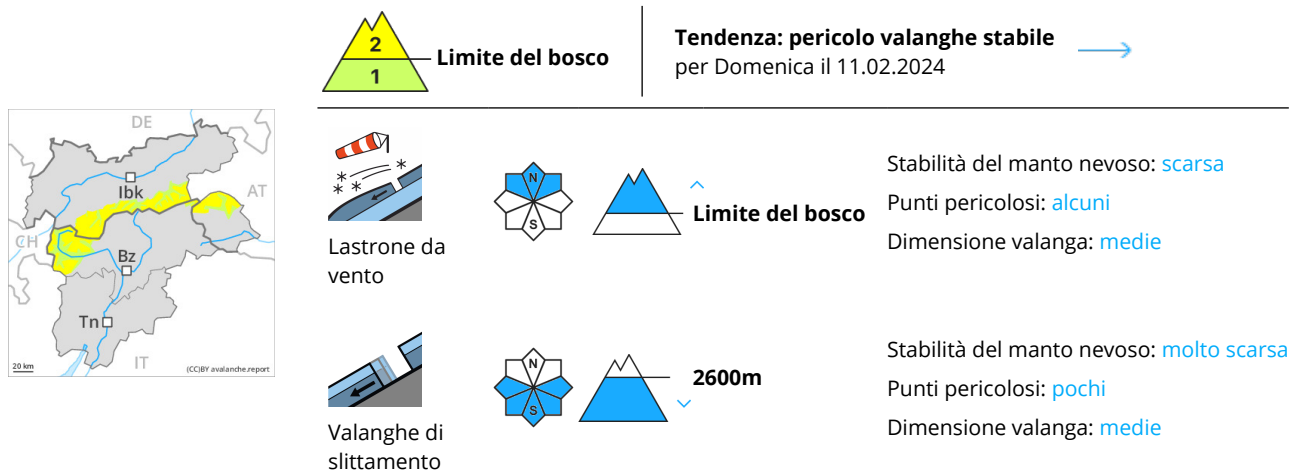 2
1
Limite del bosco
Tendenza: pericolo valanghe stabile
per Domenica il 11.02.2024
DE
Ibk
AT
CH
Bz
Tn
IT
20 km
(CC)BY avalanche.report
Lastrone da
vento
N
S
Limite del bosco
Stabilità del manto nevoso: scarsa
Punti pericolosi: alcuni
Dimensione valanga: medie
Valanghe di
slittamento
N
S
2600m
Stabilità del manto nevoso: molto scarsa
Punti pericolosi: pochi
Dimensione valanga: medie